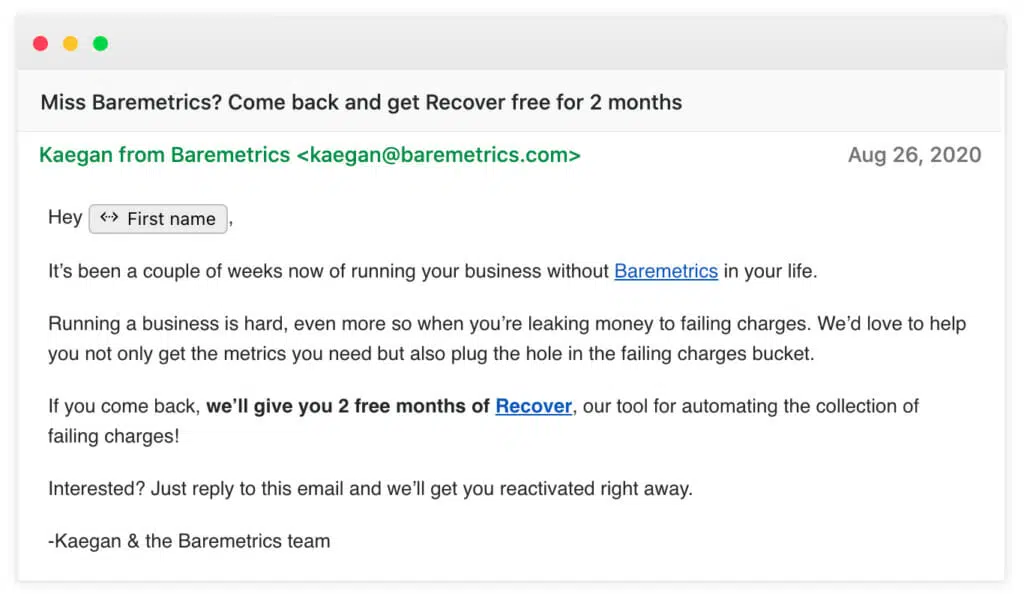 Miss Baremetrics? Come back and get Recover free for 2 months
Kaegan from Baremetrics <kaegan@baremetrics.com> Aug 26, 2020
Hey First name,
It’s been a couple of weeks now of running your business without Baremetrics in your life.
Running a business is hard, even more so when you’re leaking money to failing charges. We’d love to help
you not only get the metrics you need but also plug the hole in the failing charges bucket.
If you come back, we’ll give you 2 free months of Recover, our tool for automating the collection of
failing charges!
Interested? Just reply to this email and we’ll get you reactivated right away.
-Kaegan & the Baremetrics team